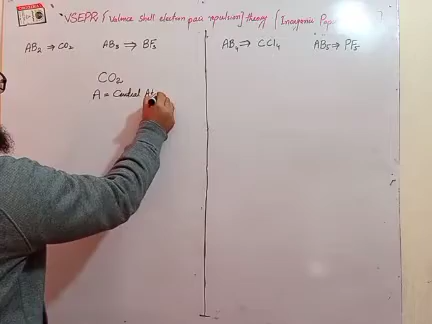 VSEPR [Valence shell electron pair repulsion] theory [Inorganic
AB₂ ⇒ CO₂ AB₃ ⇒ BF₃ AB₄ ⇒ CCl₄ AB₅ ⇒ PF₅
CO₂
A = Central